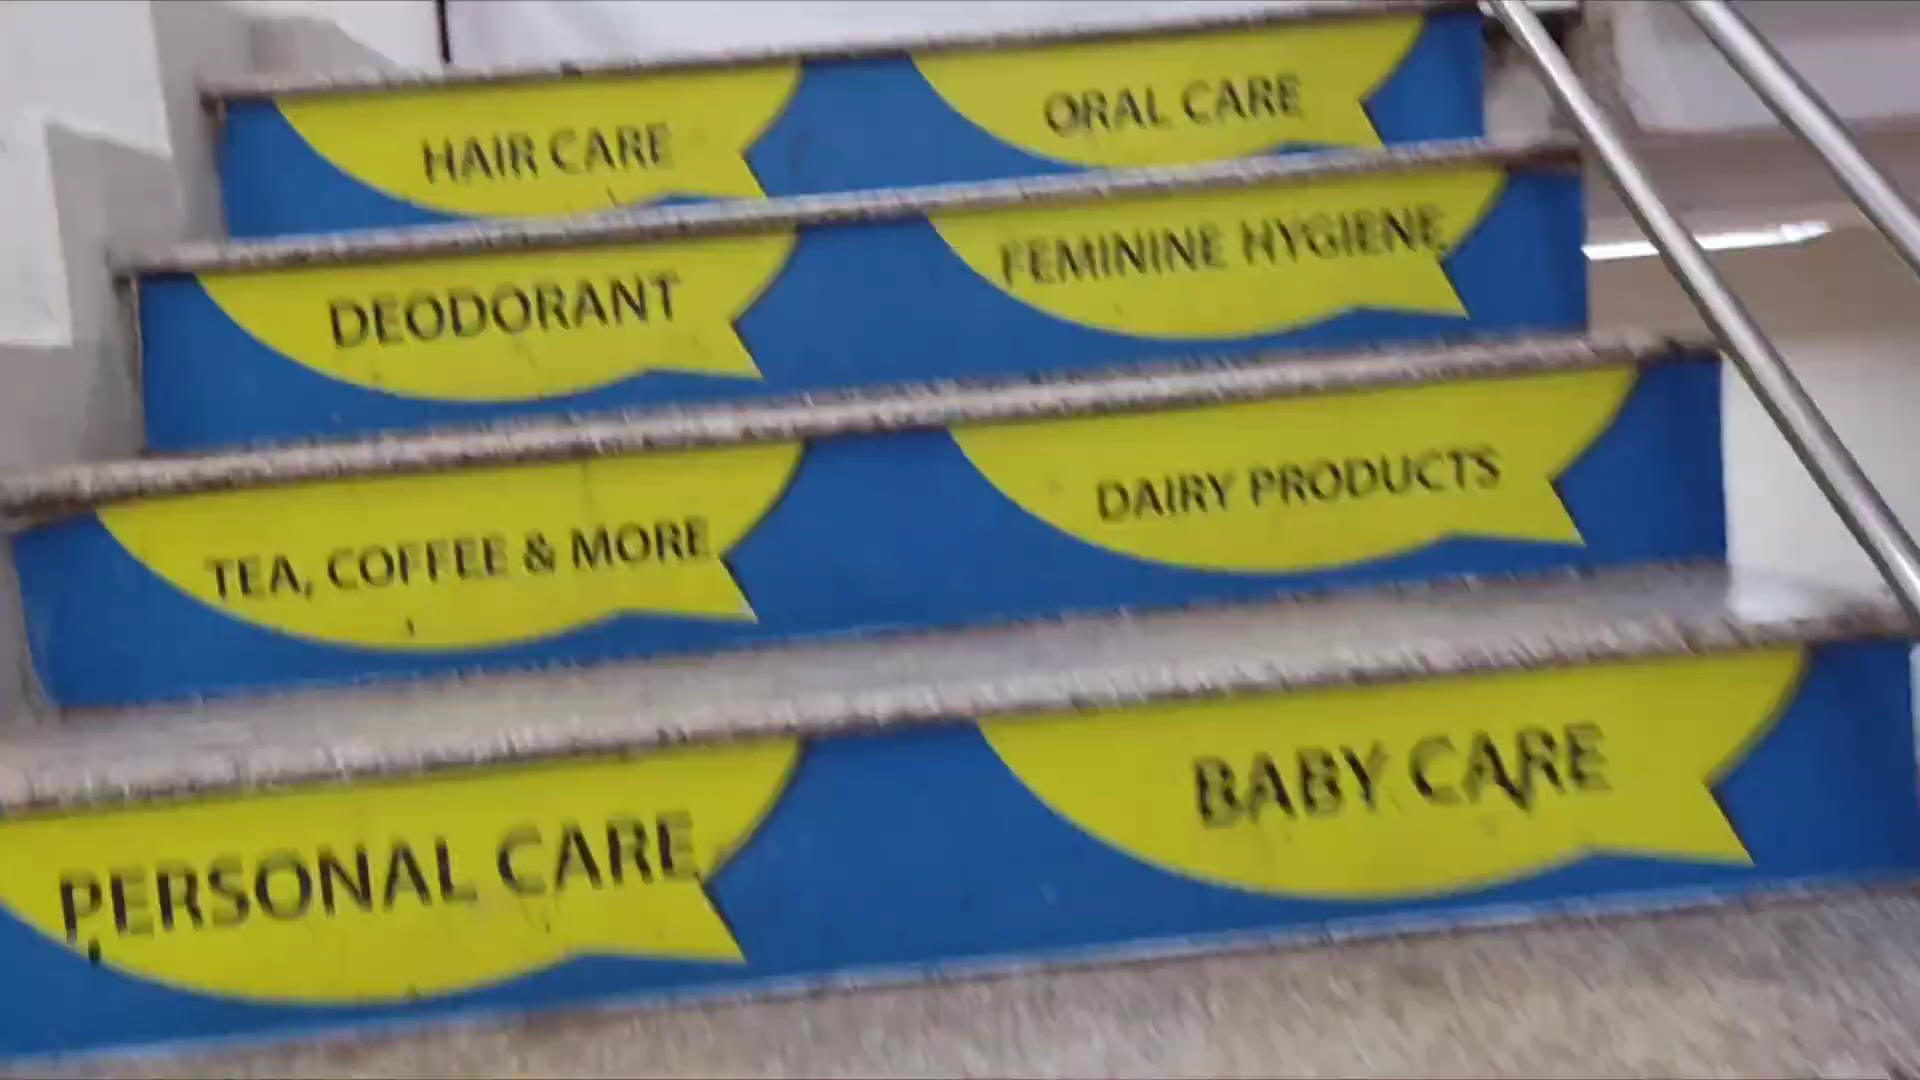 HAIR CARE
ORAL CARE
DEODORANT
FEMININE HYGIENE
TEA, COFFEE & MORE
DAIRY PRODUCTS
PERSONAL CARE
BABY CARE